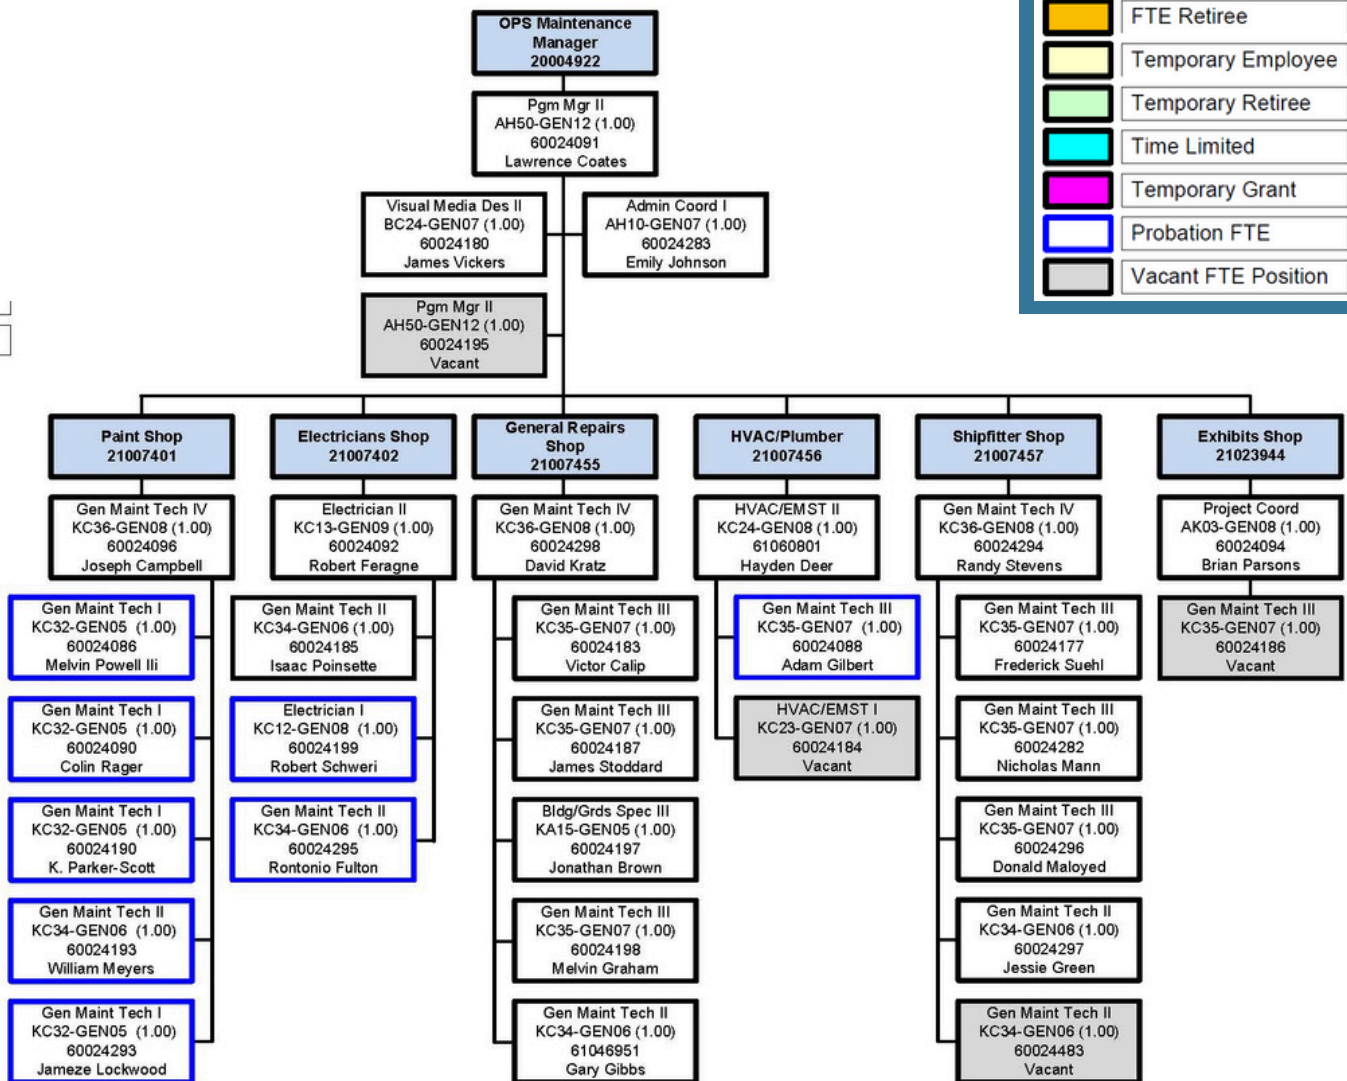 OPS Maintenance
Manager
20004922
Pgm Mgr II
AH50-GEN12 (1.00)
60024091
Lawrence Coates
Visual Media Des II
BC24-GEN07 (1.00)
60024180
James Vickers
Admin Coord I
AH10-GEN07 (1.00)
60024283
Emily Johnson
Pgm Mgr II
AH50-GEN12 (1.00)
60024195
Vacant
FTE Retiree
Temporary Employee
Temporary Retiree
Time Limited
Temporary Grant
Probation FTE
Vacant FTE Position
Paint Shop
21007401
Gen Maint Tech IV
KC36-GEN08 (1.00)
60024096
Joseph Campbell
Gen Maint Tech I
KC32-GEN05 (1.00)
60024086
Melvin Powell Iii
Gen Maint Tech I
KC32-GEN05 (1.00)
60024090
Colin Rager
Gen Maint Tech I
KC32-GEN05 (1.00)
60024190
K. Parker-Scott
Gen Maint Tech II
KC34-GEN06 (1.00)
60024193
William Meyers
Gen Maint Tech I
KC32-GEN05 (1.00)
60024293
Jameze Lockwood
Electricians Shop
21007402
Electrician II
KC13-GEN09 (1.00)
60024092
Robert Feragne
Gen Maint Tech II
KC34-GEN06 (1.00)
60024185
Isaac Poinsette
Electrician I
KC12-GEN08 (1.00)
60024199
Robert Schweri
Gen Maint Tech II
KC34-GEN06 (1.00)
60024295
Rontonio Fulton
General Repairs
Shop
21007455
Gen Maint Tech IV
KC36-GEN08 (1.00)
60024298
David Kratz
Gen Maint Tech III
KC35-GEN07 (1.00)
60024183
Victor Calip
Gen Maint Tech III
KC35-GEN07 (1.00)
60024187
James Stoddard
Bldg/Grds Spec III
KA15-GEN05 (1.00)
60024197
Jonathan Brown
Gen Maint Tech III
KC35-GEN07 (1.00)
60024198
Melvin Graham
Gen Maint Tech II
KC34-GEN06 (1.00)
61046951
Gary Gibbs
HVAC/Plumber
21007456
HVAC/EMST II
KC24-GEN08 (1.00)
61060801
Hayden Deer
Gen Maint Tech III
KC35-GEN07 (1.00)
60024088
Adam Gilbert
HVAC/EMST I
KC23-GEN07 (1.00)
60024184
Vacant
Shipfitter Shop
21007457
Gen Maint Tech IV
KC36-GEN08 (1.00)
60024294
Randy Stevens
Gen Maint Tech III
KC35-GEN07 (1.00)
60024177
Frederick Suehl
Gen Maint Tech III
KC35-GEN07 (1.00)
60024282
Nicholas Mann
Gen Maint Tech III
KC35-GEN07 (1.00)
60024296
Donald Maloyed
Gen Maint Tech II
KC34-GEN06 (1.00)
60024297
Jessie Green
Gen Maint Tech II
KC34-GEN06 (1.00)
60024483
Vacant
Exhibits Shop
21023944
Project Coord
AK03-GEN08 (1.00)
60024094
Brian Parsons
Gen Maint Tech III
KC35-GEN07 (1.00)
60024186
Vacant